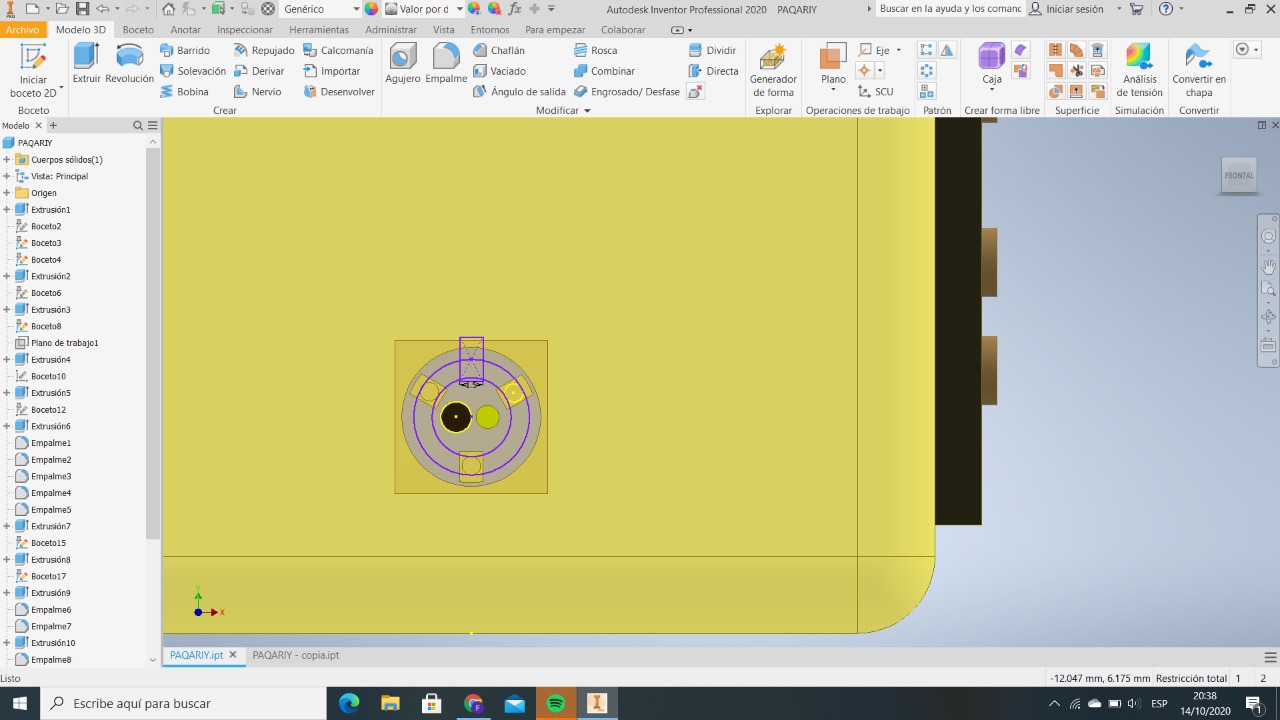 Genérico
Valor por d
Autodesk Inventor Professional 2020 PAQARIY
Buscar en la ayuda y los comanc
Iniciar sesión
Archivo Modelo 3D Boceto Anotar Inspeccionar Herramientas Administrar Vista Entornos Para empezar Colaborar
Iniciar
boceto 2D
Extruir
Revolución
Barrido
Solevación
Bobina
Repujado
Derivar
Nervio
Calcomanía
Importar
Desenvolver
Agujero
Empalme
Chaflán
Vaciado
Ángulo de salida
Rosca
Combinar
Engrosado/ Desfase
Dividir
Directa
Generador
de forma
Plano
Eje
SCU
Caja
Análisis
de tensión
Convertir en
chapa
Boceto
Crear
Modificar
Explorar
Operaciones de trabajo
Patrón
Crear forma libre
Superficie
Simulación
Convertir
Modelo
PAQARIY
Cuerpos sólidos(1)
Vista: Principal
Origen
Extrusión1
Boceto2
Boceto3
Boceto4
Extrusión2
Boceto6
Extrusión3
Boceto8
Plano de trabajo1
Extrusión4
Boceto10
Extrusión5
Boceto12
Extrusión6
Empalme1
Empalme2
Empalme3
Empalme4
Empalme5
Extrusión7
Boceto15
Extrusión8
Boceto17
Extrusión9
Empalme6
Empalme7
Extrusión10
Empalme8
FRONTAL
Y
X
PAQARIY.ipt
PAQARIY - copia.ipt
Listo
-12.047 mm, 6.175 mm Restricción total 1 2
Escribe aquí para buscar
ESP
20:38
14/10/2020